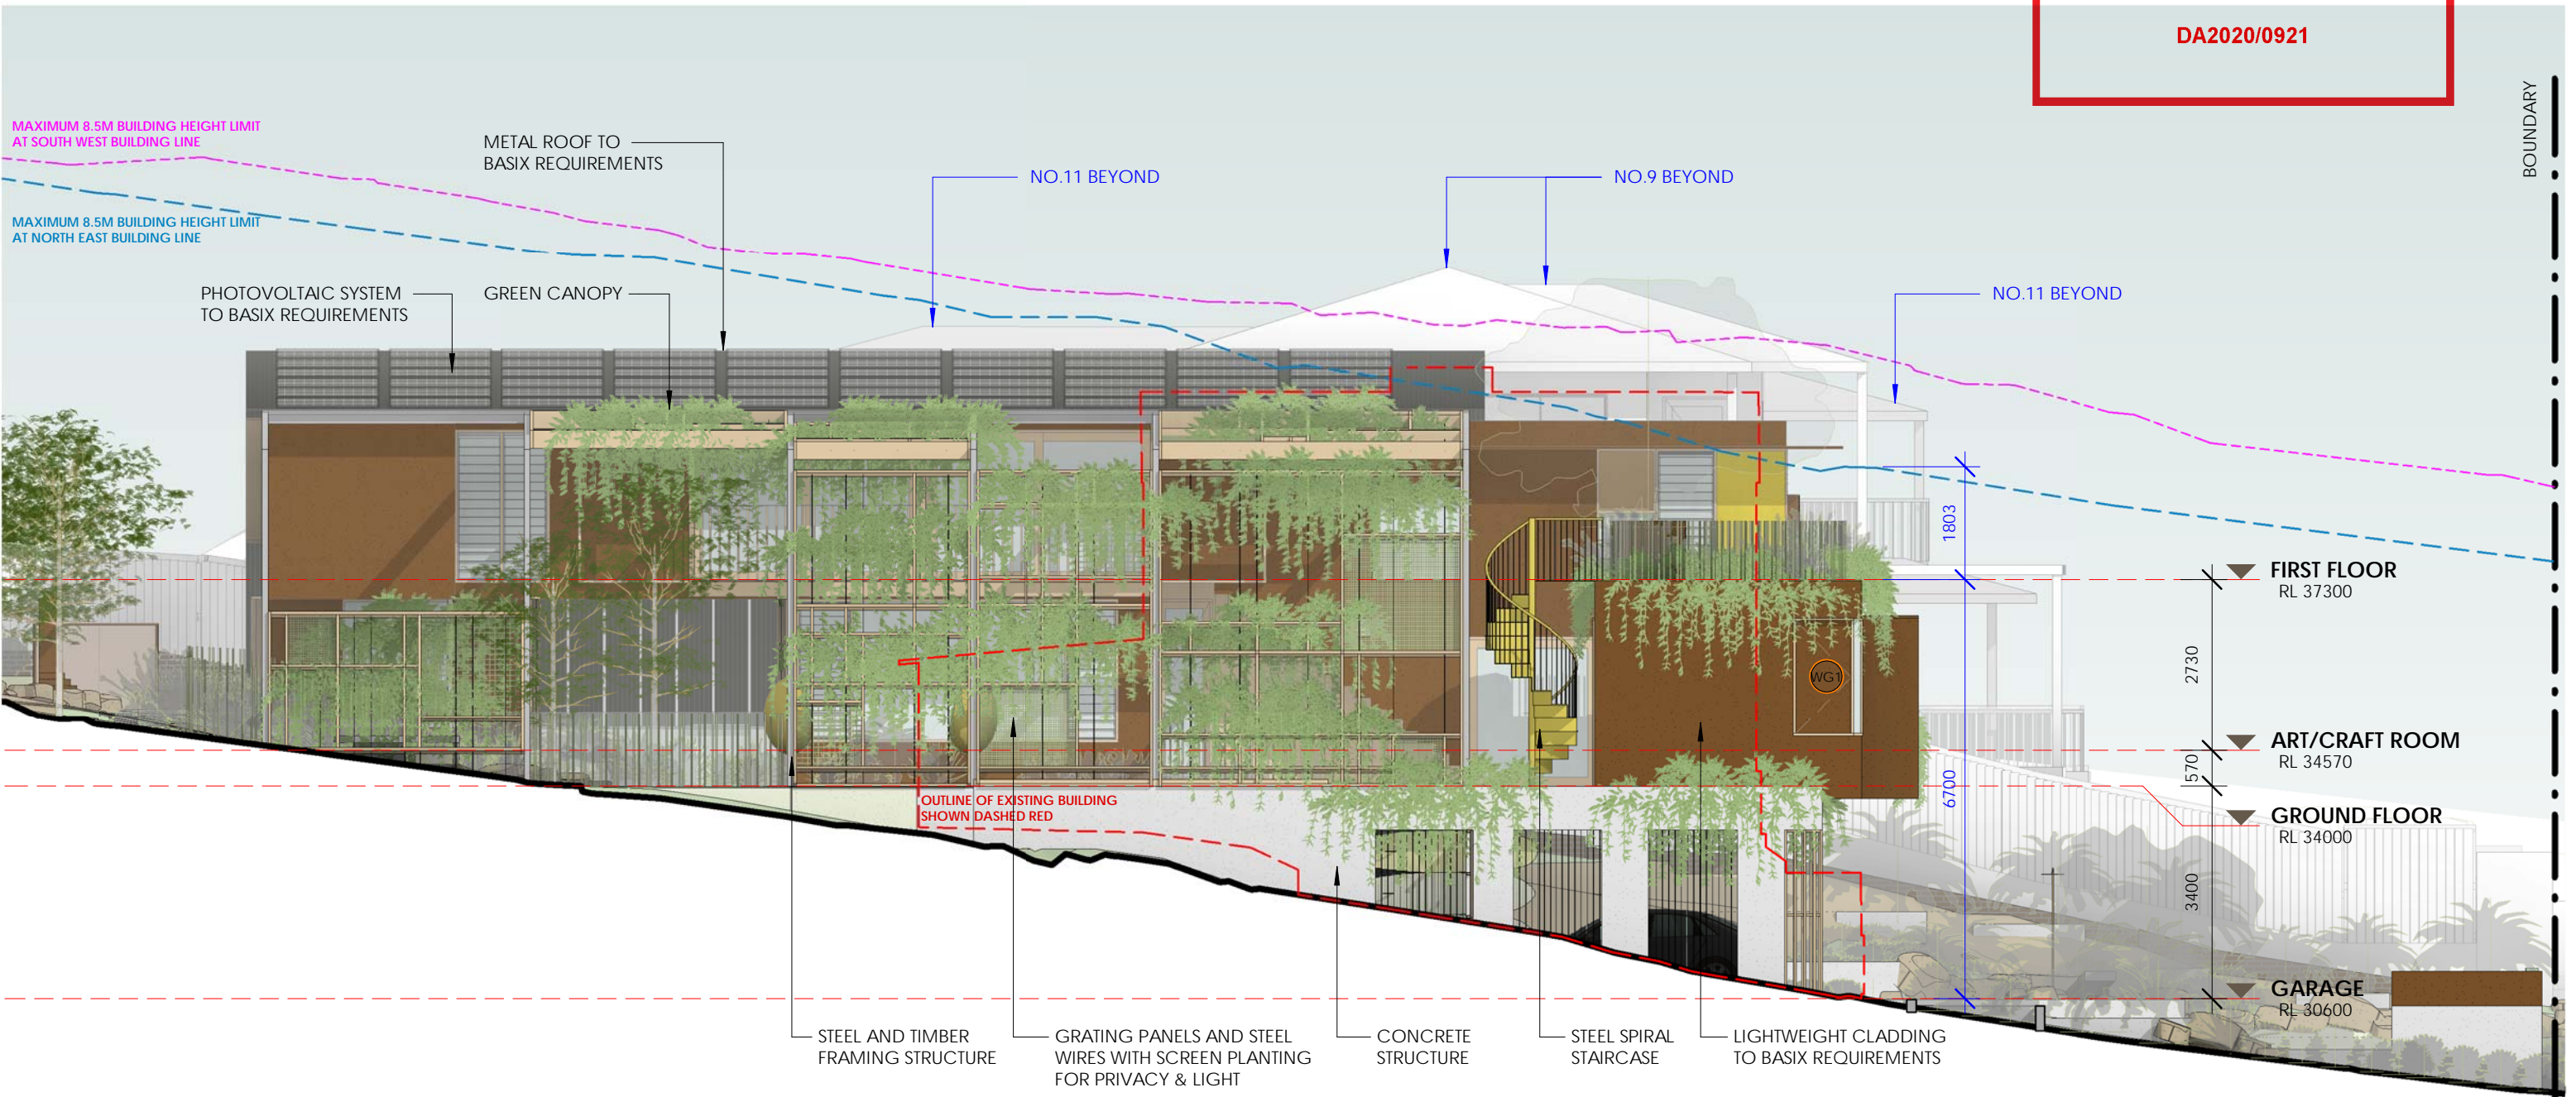 DA2020/0921
BOUNDARY
MAXIMUM 8.5M BUILDING HEIGHT LIMIT
AT SOUTH WEST BUILDING LINE
METAL ROOF TO
BASIX REQUIREMENTS
NO.11 BEYOND
NO.9 BEYOND
MAXIMUM 8.5M BUILDING HEIGHT LIMIT
AT NORTH EAST BUILDING LINE
PHOTOVOLTAIC SYSTEM
TO BASIX REQUIREMENTS
GREEN CANOPY
NO.11 BEYOND
1803
FIRST FLOOR
RL 37300
2730
WG1
ART/CRAFT ROOM
RL 34570
570
6700
OUTLINE OF EXISTING BUILDING
SHOWN DASHED RED
GROUND FLOOR
RL 34000
3400
GARAGE
RL 30600
STEEL AND TIMBER
FRAMING STRUCTURE
GRATING PANELS AND STEEL
WIRES WITH SCREEN PLANTING
FOR PRIVACY & LIGHT
CONCRETE
STRUCTURE
STEEL SPIRAL
STAIRCASE
LIGHTWEIGHT CLADDING
TO BASIX REQUIREMENTS